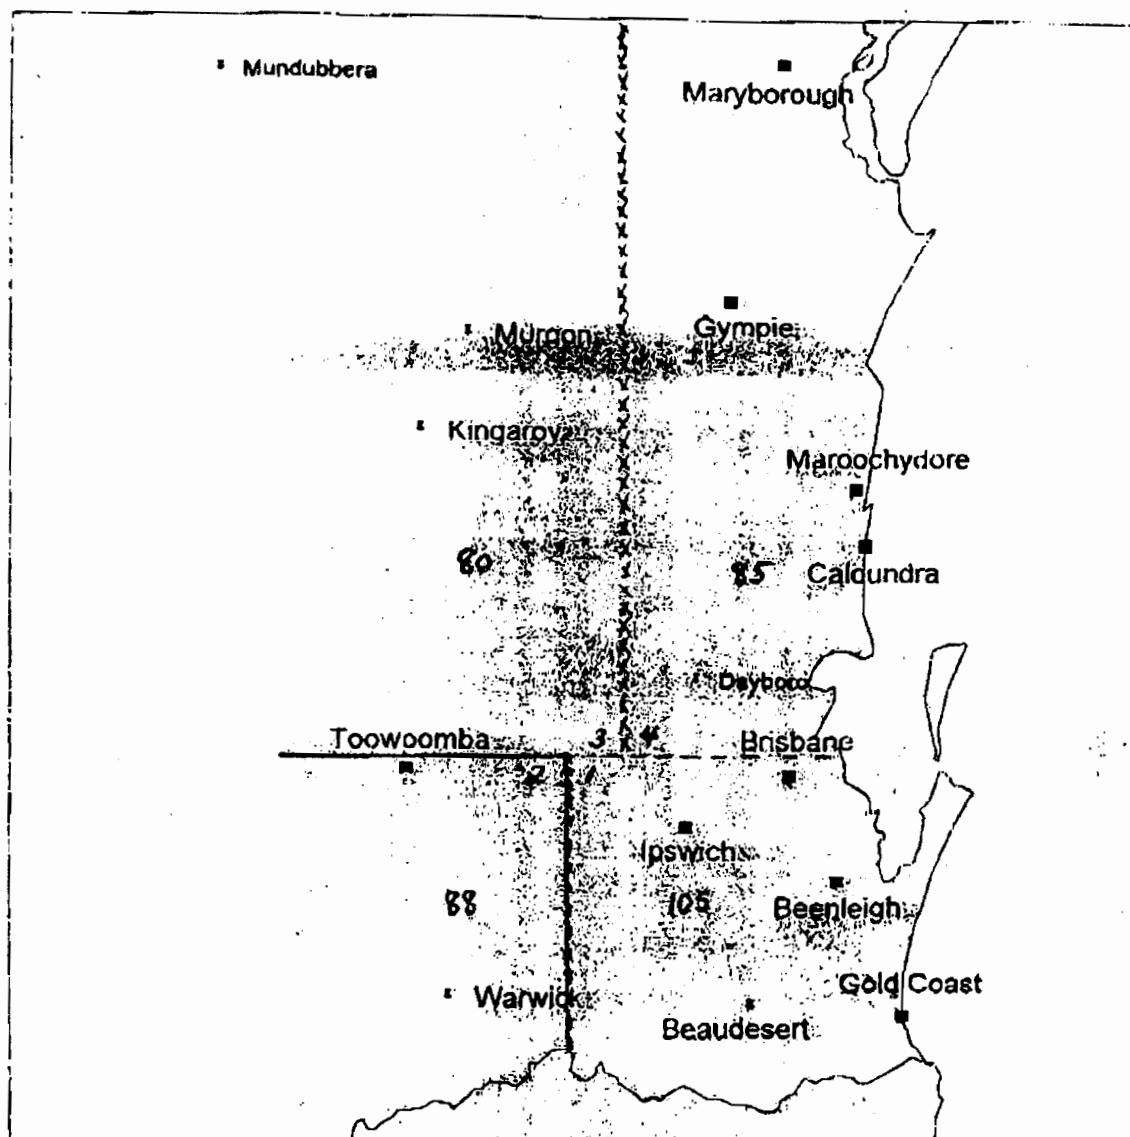 Mundubbera
Maryborough
Gympie
Murgon
Kingaroy
Maroochydore
80
85
Caloundra
Dayboro
Toowoomba
3
4
Brisbane
2
1
Ipswich
88
105
Beenleigh
Gold Coast
Warwick
Beaudesert